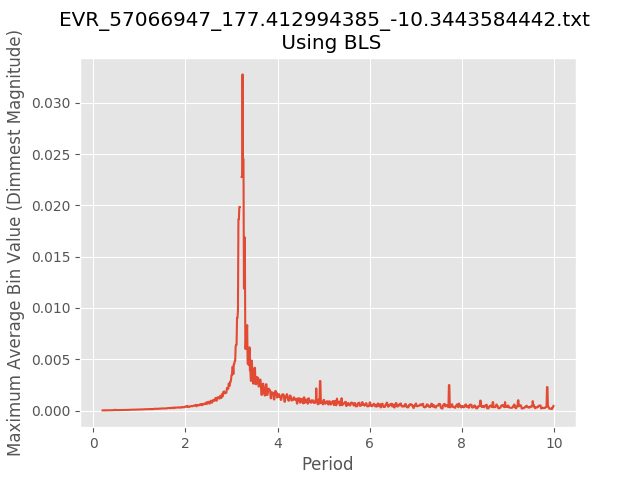 EVR_57066947_177.412994385_-10.3443584442.txt
Using BLS
Maximum Average Bin Value (Dimmest Magnitude)
0.030
0.025
0.020
0.015
0.010
0.005
0.000
0 2 4 6 8 10
Period